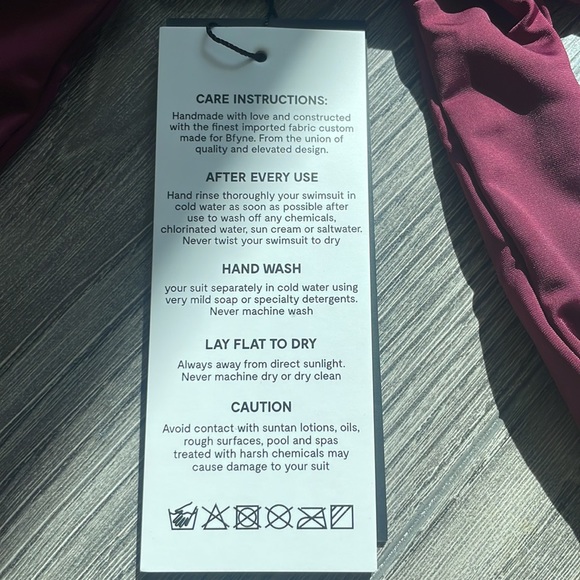 CARE INSTRUCTIONS:
Handmade with love and constructed
with the finest imported fabric custom
made for Bfyne. From the union of
quality and elevated design.
AFTER EVERY USE
Hand rinse thoroughly your swimsuit in
cold water as soon as possible after
use to wash off any chemicals,
chlorinated water, sun cream or saltwater.
Never twist your swimsuit to dry
HAND WASH
your suit separately in cold water using
very mild soap or specialty detergents.
Never machine wash
LAY FLAT TO DRY
Always away from direct sunlight.
Never machine dry or dry clean
CAUTION
Avoid contact with suntan lotions, oils,
rough surfaces, pool and spas
treated with harsh chemicals may
cause damage to your suit